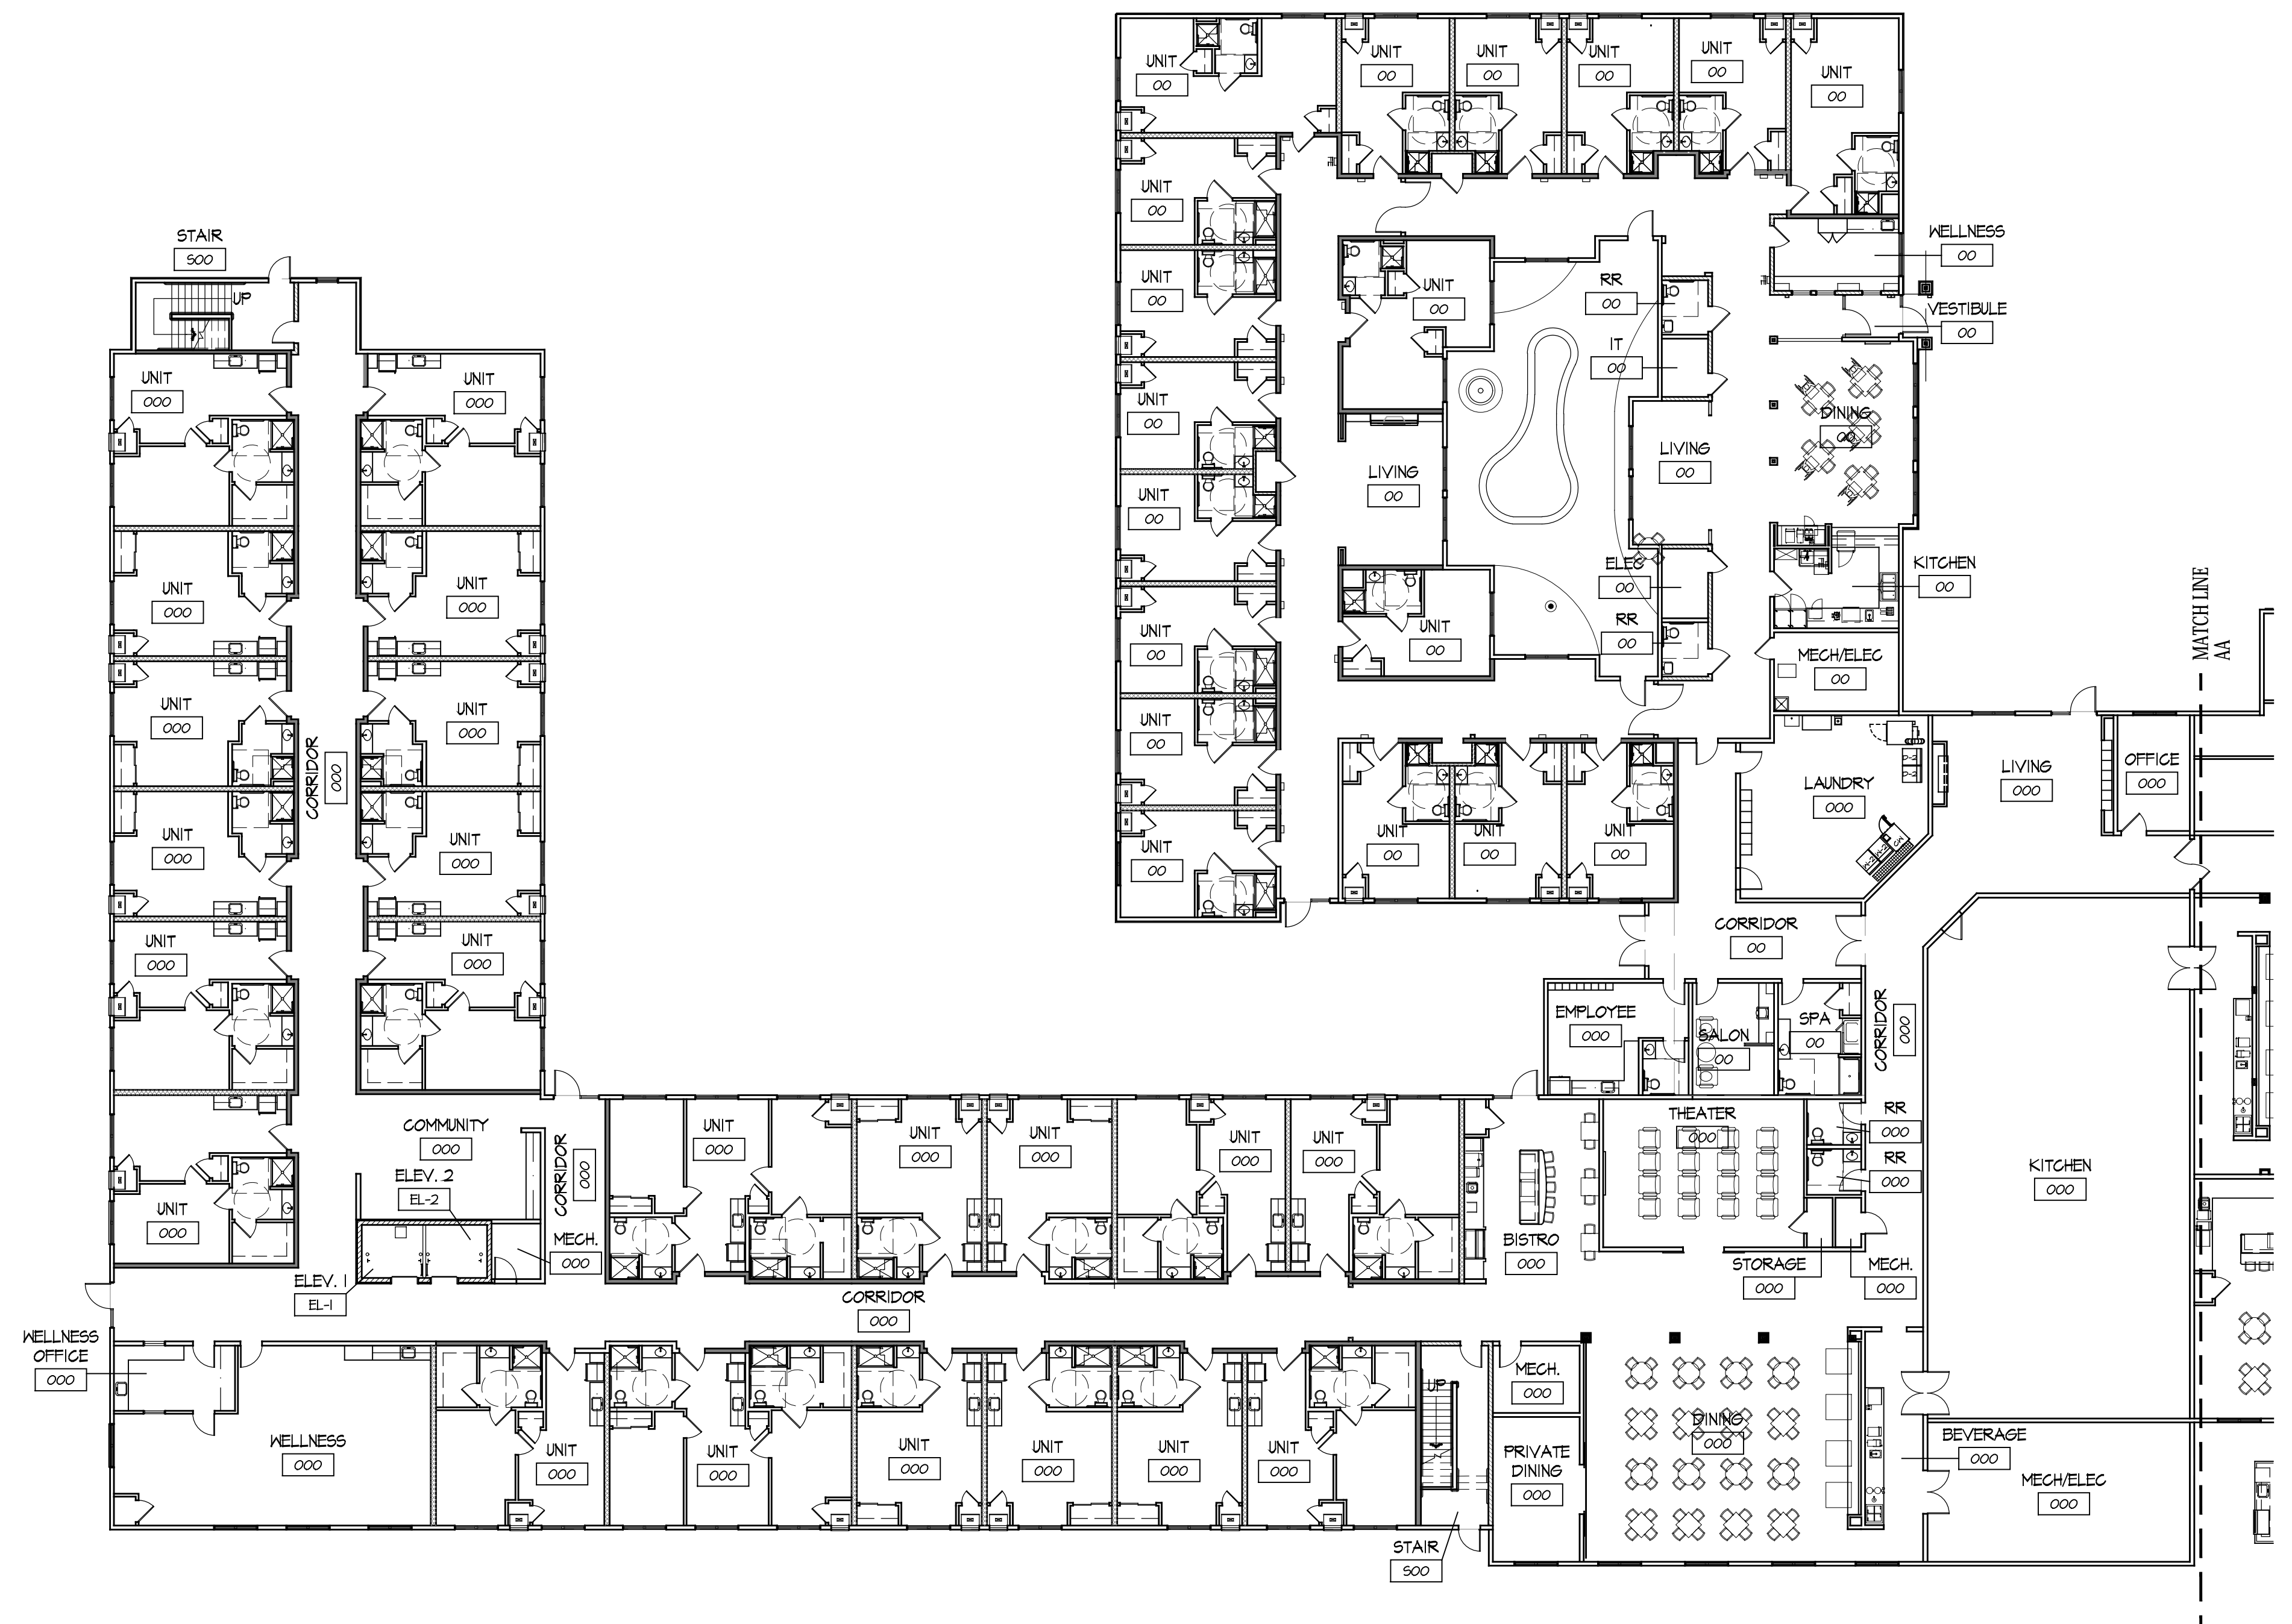 UNIT
00
UNIT
00
UNIT
00
UNIT
00
UNIT
00
UNIT
00
UNIT
00
UNIT
00
UNIT
00
UNIT
00
UNIT
00
UNIT
00
UNIT
00
UNIT
00
LIVING
00
UNIT
00
RR
00
IT
00
LIVING
00
ELEC
00
RR
00
WELLNESS
00
VESTIBULE
00
DINING
00
KITCHEN
00
MECH/ELEC
00
UNIT
00
UNIT
00
UNIT
00
LAUNDRY
000
LIVING
000
OFFICE
000
MATCH LINE
AA
STAIR
S00
UP
UNIT
000
UNIT
000
UNIT
000
UNIT
000
UNIT
000
UNIT
000
CORRIDOR
000
UNIT
000
UNIT
000
UNIT
000
UNIT
000
UNIT
000
COMMUNITY
000
ELEV. 2
EL-2
ELEV. 1
EL-1
CORRIDOR
000
MECH.
000
UNIT
000
UNIT
000
UNIT
000
UNIT
000
UNIT
000
CORRIDOR
000
BISTRO
000
CORRIDOR
00
EMPLOYEE
000
SALON
00
SPA
00
CORRIDOR
000
THEATER
000
RR
000
RR
000
STORAGE
000
MECH.
000
KITCHEN
000
WELLNESS
OFFICE
000
WELLNESS
000
UNIT
000
UNIT
000
UNIT
000
UNIT
000
UNIT
000
UNIT
000
UP
STAIR
S00
MECH.
000
PRIVATE
DINING
000
DINING
000
BEVERAGE
000
MECH/ELEC
000